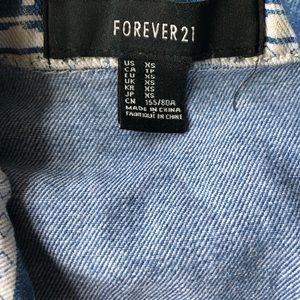 FOREVER 21
US XS
CA TP
EU XS
UK XS
KR XS
JP XS
CN 155/80A
MADE IN CHINA
FABRIQUÉ EN CHINE